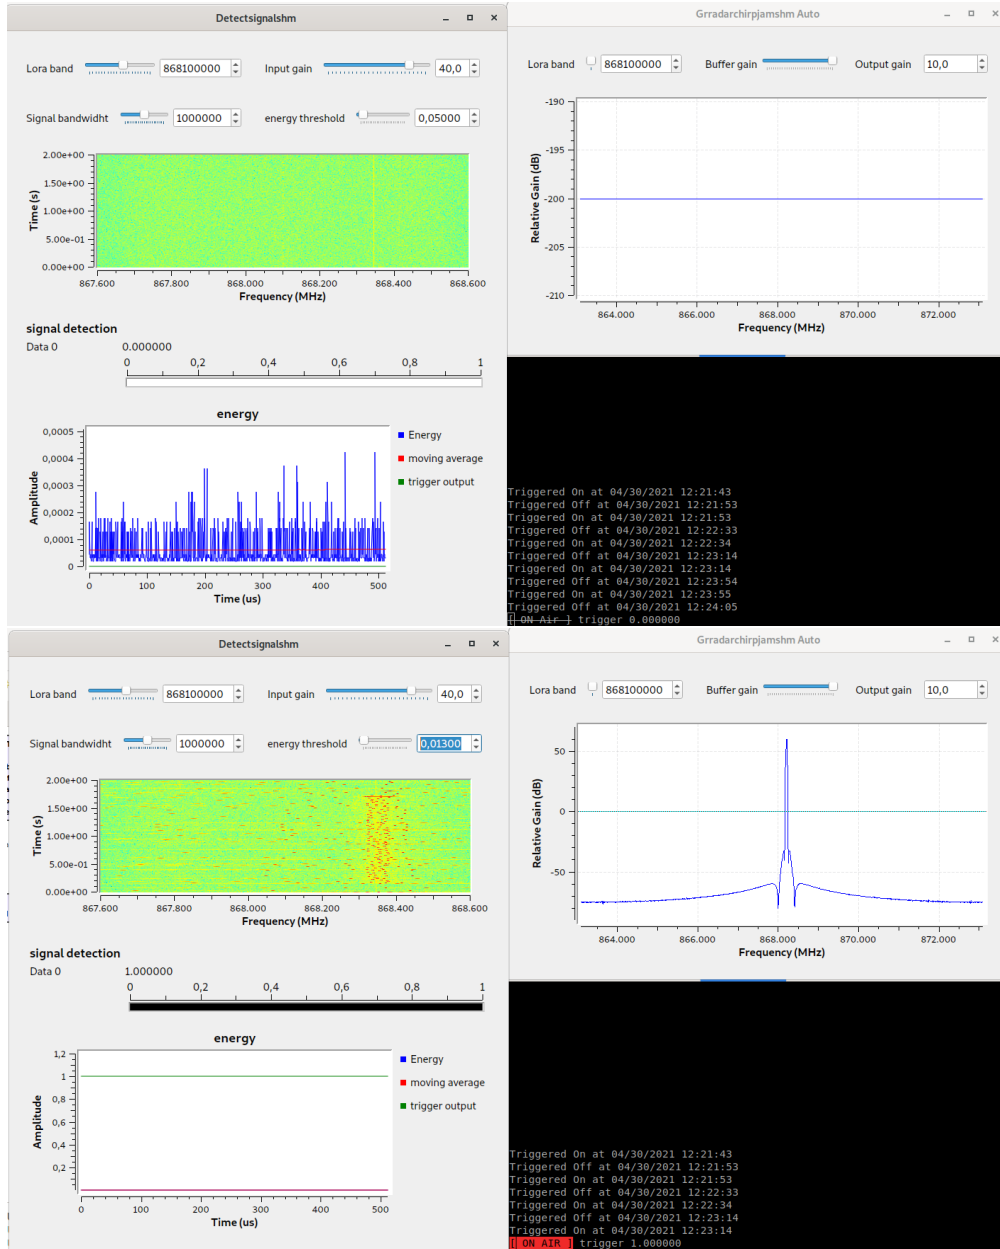 Detectsignalshm
Lora band 868100000 Input gain 40,0
Signal bandwidht 1000000 energy threshold 0,05000
2.00e+00
1.50e+00
1.00e+00
5.00e-01
0.00e+00
Time (s)
867.600 867.800 868.000 868.200 868.400 868.600
Frequency (MHz)
signal detection
Data 0 0.000000
0 0,2 0,4 0,6 0,8 1
energy
0,0005
0,0004
0,0003
0,0002
0,0001
0
Amplitude
Energy
moving average
trigger output
0 100 200 300 400 500
Time (us)
Grradarchirpjamshm Auto
Lora band 868100000 Buffer gain Output gain 10,0
-190
-195
-200
-205
-210
Relative Gain (dB)
864.000 866.000 868.000 870.000 872.000
Frequency (MHz)
Triggered On at 04/30/2021 12:21:43
Triggered Off at 04/30/2021 12:21:53
Triggered On at 04/30/2021 12:21:53
Triggered Off at 04/30/2021 12:22:33
Triggered On at 04/30/2021 12:22:34
Triggered Off at 04/30/2021 12:23:14
Triggered On at 04/30/2021 12:23:14
Triggered Off at 04/30/2021 12:23:54
Triggered On at 04/30/2021 12:23:55
Triggered Off at 04/30/2021 12:24:05
[ ON Air ] trigger 0.000000
Detectsignalshm
Lora band 868100000 Input gain 40,0
Signal bandwidht 1000000 energy threshold 0,01300
2.00e+00
1.50e+00
1.00e+00
5.00e-01
0.00e+00
Time (s)
867.600 867.800 868.000 868.200 868.400 868.600
Frequency (MHz)
signal detection
Data 0 1.000000
0 0,2 0,4 0,6 0,8 1
energy
1,2
1
0,8
0,6
0,4
0,2
Amplitude
Energy
moving average
trigger output
0 100 200 300 400 500
Time (us)
Grradarchirpjamshm Auto
Lora band 868100000 Buffer gain Output gain 10,0
50
0
-50
Relative Gain (dB)
864.000 866.000 868.000 870.000 872.000
Frequency (MHz)
Triggered On at 04/30/2021 12:21:43
Triggered Off at 04/30/2021 12:21:53
Triggered On at 04/30/2021 12:21:53
Triggered Off at 04/30/2021 12:22:33
Triggered On at 04/30/2021 12:22:34
Triggered Off at 04/30/2021 12:23:14
Triggered On at 04/30/2021 12:23:14
[ ON AIR ] trigger 1.000000